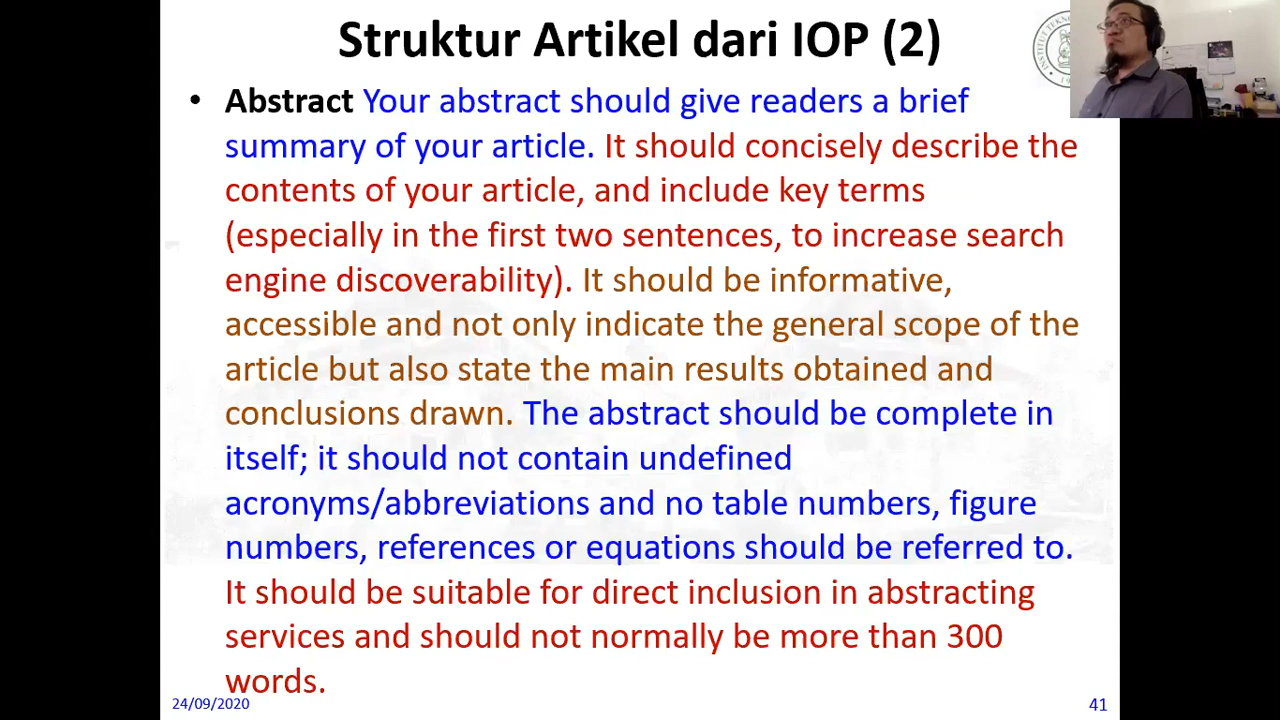 Struktur Artikel dari IOP (2)
• Abstract Your abstract should give readers a brief
summary of your article. It should concisely describe the
contents of your article, and include key terms
(especially in the first two sentences, to increase search
engine discoverability). It should be informative,
accessible and not only indicate the general scope of the
article but also state the main results obtained and
conclusions drawn. The abstract should be complete in
itself; it should not contain undefined
acronyms/abbreviations and no table numbers, figure
numbers, references or equations should be referred to.
It should be suitable for direct inclusion in abstracting
services and should not normally be more than 300
words.
24/09/2020
41